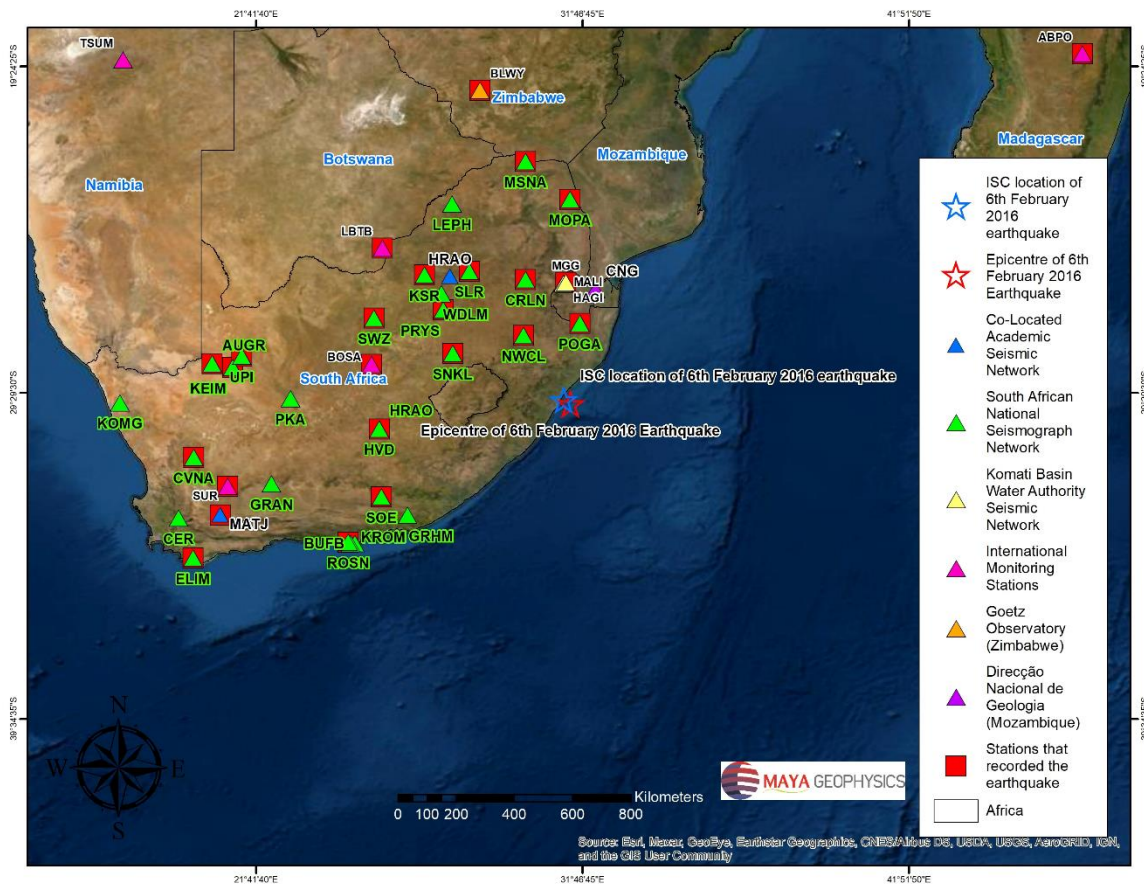 21°41'40"E
31°46'45"E
41°51'50"E
TSUM
ABPO
19°24'25"S
BLWY
Zimbabwe
Madagascar
Botswana
Mozambique
Namibia
MSNA
LEPH
MOPA
LBTB
HRAO
MGG
CNG
MALI
KSR
SLR
CRLN
HAGI
PRYS
WDLM
SWZ
NWCL
POGA
AUGR
BOSA
SNKL
KEIM
UPI
South Africa
ISC location of 6th February 2016 earthquake
29°29'30"S
KOMG
PKA
HRAO
Epicentre of 6th February 2016 Earthquake
HVD
CVNA
SUR
GRAN
SOE
CER
MATJ
KROM
GRHM
BUFB
ROSN
ELIM
ISC location of
6th February
2016
earthquake
Epicentre of 6th
February 2016
Earthquake
Co-Located
Academic
Seismic
Network
South African
National
Seismograph
Network
Komati Basin
Water Authority
Seismic
Network
International
Monitoring
Stations
Goetz
Observatory
(Zimbabwe)
Direcção
Nacional de
Geologia
(Mozambique)
Stations that
recorded the
earthquake
Africa
39°34'35"S
N
W
E
S
MAYA GEOPHYSICS
Kilometers
0 100 200 400 600 800
Source: Esri, Maxar, GeoEye, Earthstar Geographics, CNES/Airbus DS, USDA, USGS, AeroGRID, IGN,
and the GIS User Community
21°41'40"E
31°46'45"E
41°51'50"E